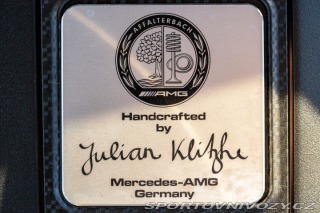 AFFALTERBACH
AMG
Handcrafted
by
Julian Klitzke
Mercedes-AMG
Germany
SPORTOVNIVOZY.CZ